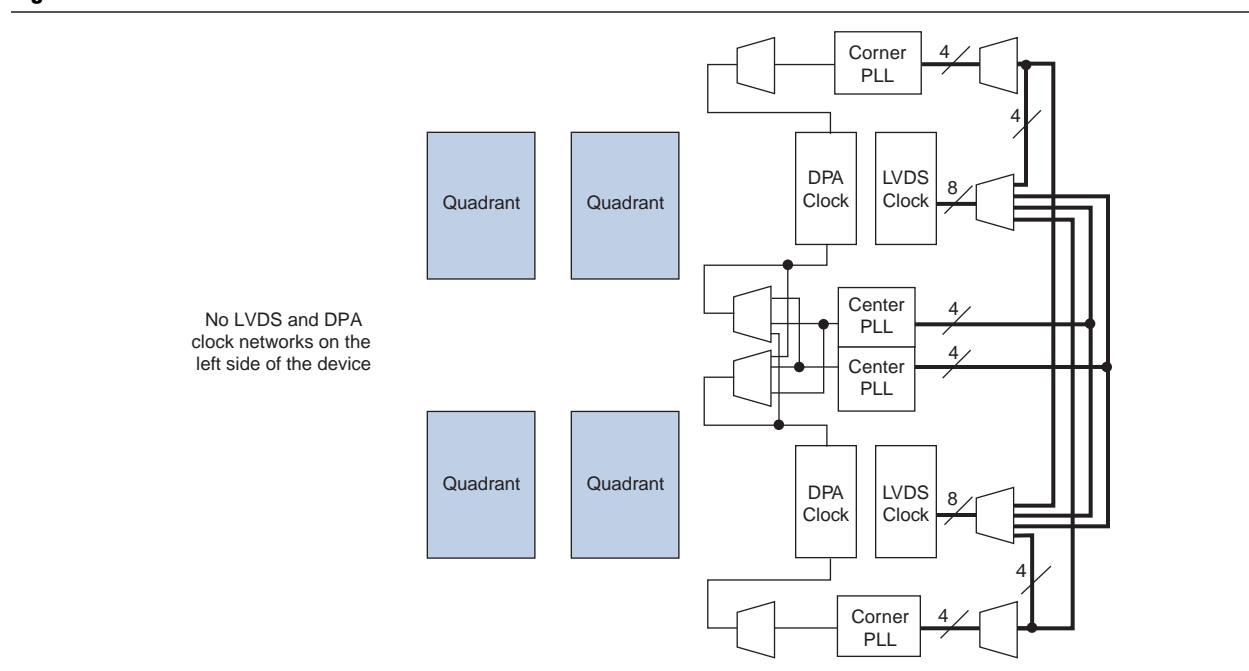 Corner
PLL
4
4
Quadrant
Quadrant
DPA
Clock
LVDS
Clock
8
No LVDS and DPA
clock networks on the
left side of the device
Center
PLL
4
Center
PLL
4
Quadrant
Quadrant
DPA
Clock
LVDS
Clock
8
4
Corner
PLL
4